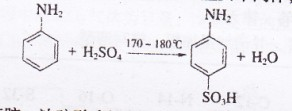 NH₂ NH₂
+ H₂SO₄ 170~180℃ + H₂O
SO₃H